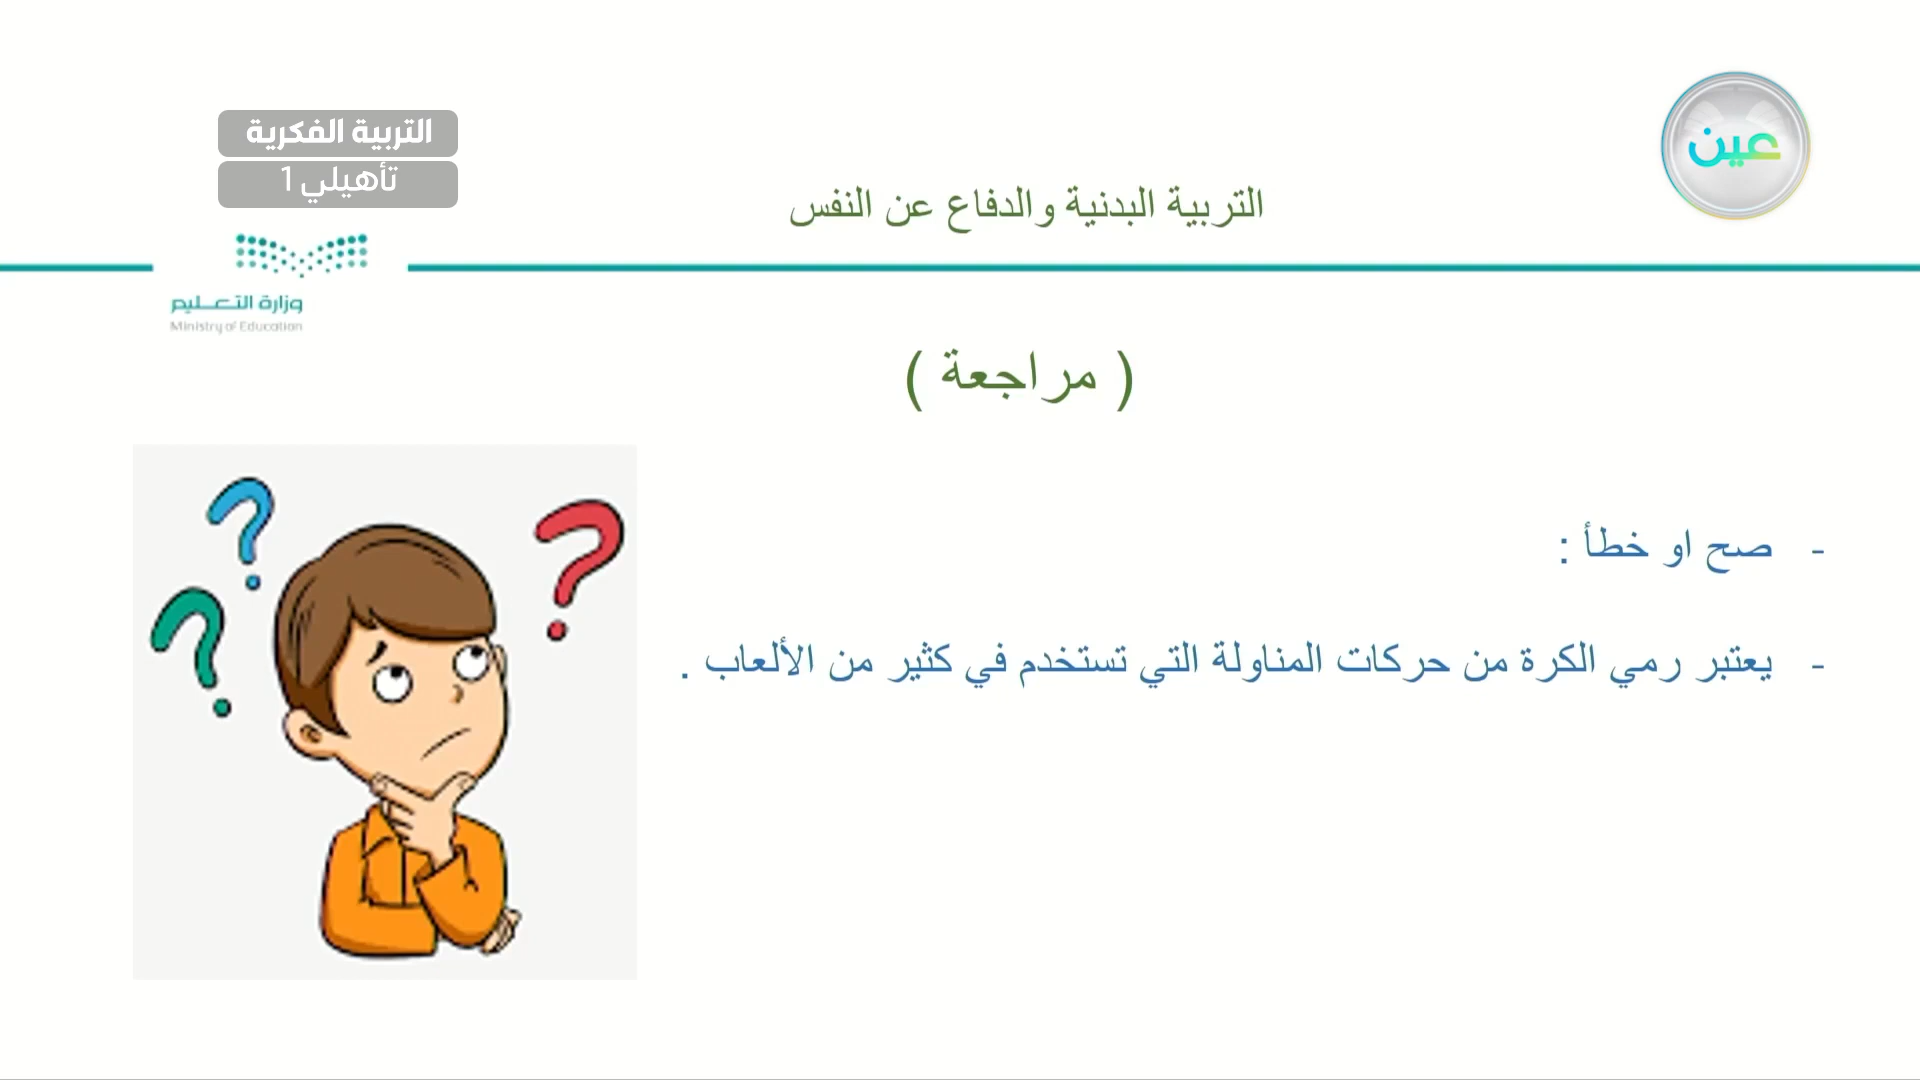 عين
التربية الفكرية
تأهيلي 1
التربية البدنية والدفاع عن النفس
وزارة التعليم
Ministry of Education
( مراجعة )
- صح او خطأ :
- يعتبر رمي الكرة من حركات المناولة التي تستخدم في كثير من الألعاب .